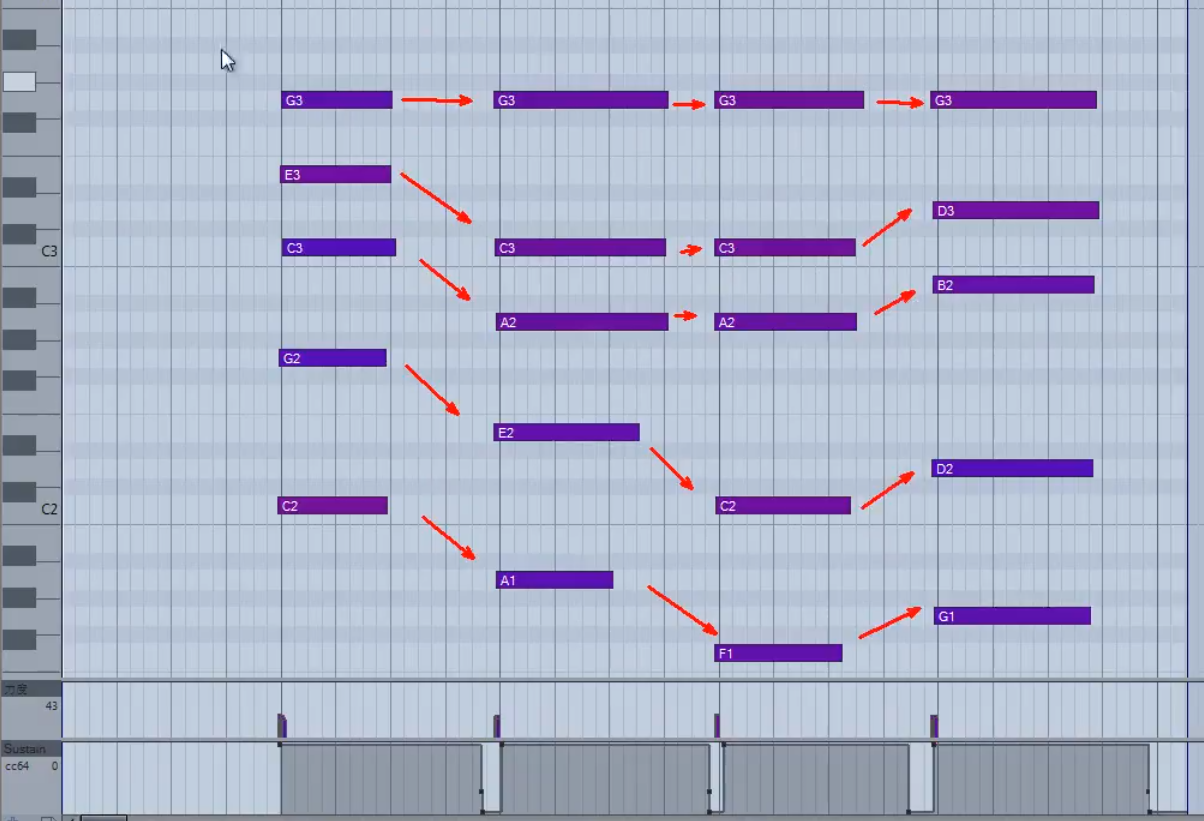 G3 G3 G3 G3
E3
D3
C3 C3 C3 C3
B2
A2 A2
G2
E2
D2
C2 C2 C2
A1
G1
F1
力度
43
Sustain
cc64 0